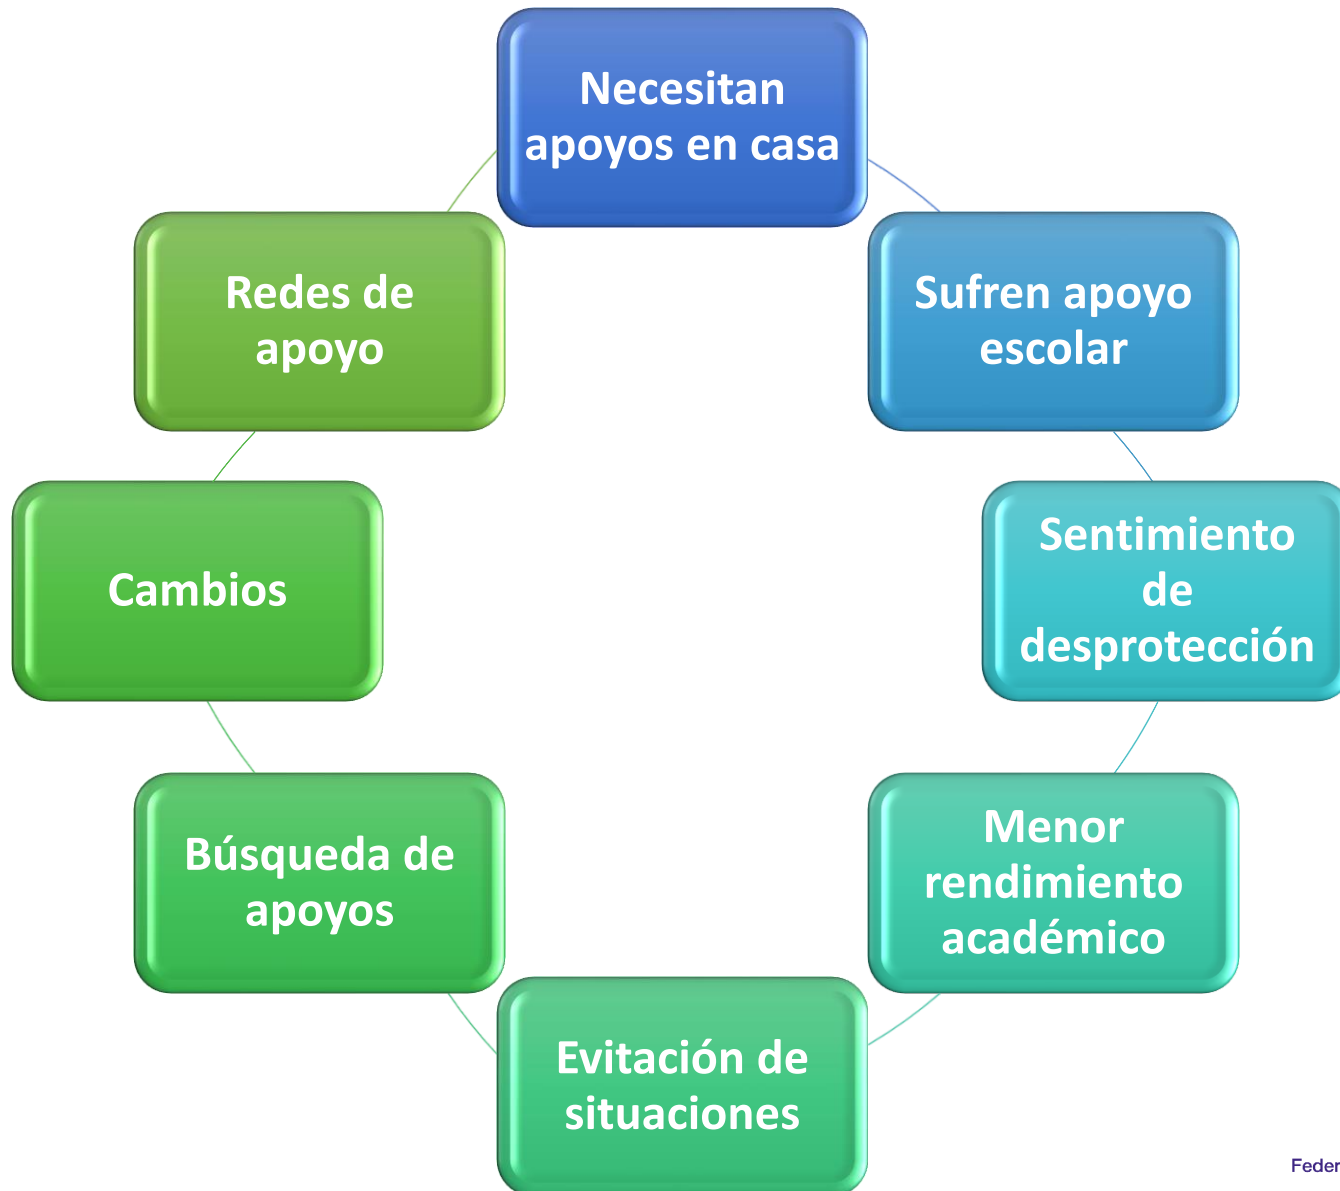 Necesitan
apoyos en casa
Sufren apoyo
escolar
Sentimiento
de
desprotección
Menor
rendimiento
académico
Evitación de
situaciones
Búsqueda de
apoyos
Cambios
Redes de
apoyo
Feder